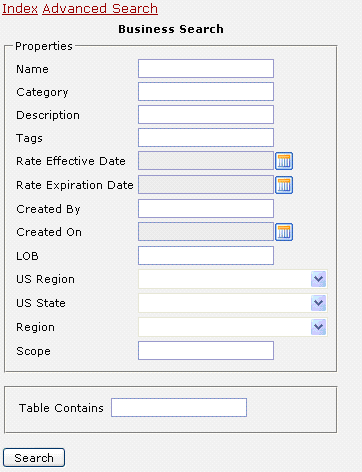 Index Advanced Search
Business Search
Properties
Name
Category
Description
Tags
Rate Effective Date
Rate Expiration Date
Created By
Created On
LOB
US Region
US State
Region
Scope
Table Contains
Search